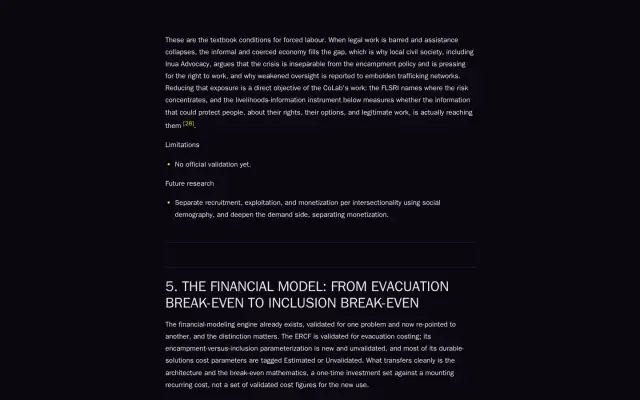 These are the textbook conditions for forced labour. When legal work is barred and assistance
collapses, the informal and coerced economy fills the gap, which is why local civil society, including
Inua Advocacy, argues that the crisis is inseparable from the encampment policy and is pressing
for the right to work, and why weakened oversight is reported to embolden trafficking networks.
Reducing that exposure is a direct objective of the CoLab's work: the FLSRI names where the risk
concentrates, and the livelihoods-information instrument below measures whether the information
that could protect people, about their rights, their options, and legitimate work, is actually reaching
them [28].
Limitations
• No official validation yet.
Future research
• Separate recruitment, exploitation, and monetization per intersectionality using social
demography, and deepen the demand side, separating monetization.
5. THE FINANCIAL MODEL: FROM EVACUATION
BREAK-EVEN TO INCLUSION BREAK-EVEN
The financial-modeling engine already exists, validated for one problem and now re-pointed to
another, and the distinction matters. The ERCF is validated for evacuation costing; its
encampment-versus-inclusion parameterization is new and unvalidated, and most of its durable-
solutions cost parameters are tagged Estimated or Unvalidated. What transfers cleanly is the
architecture and the break-even mathematics, a one-time investment set against a mounting
recurring cost, not a set of validated cost figures for the new use.